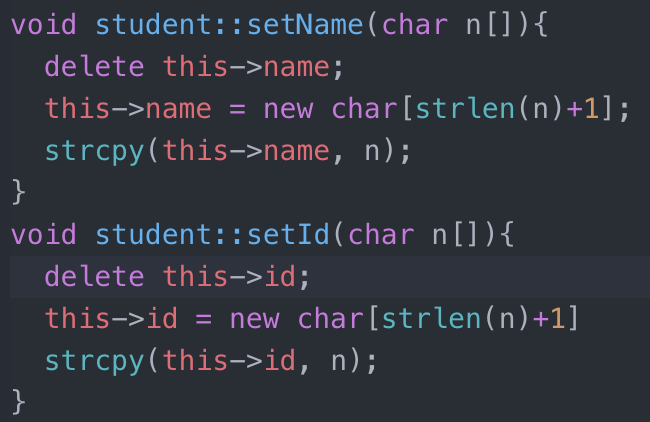 void student::setName(char n[]){
  delete this->name;
  this->name = new char[strlen(n)+1];
  strcpy(this->name, n);
}
void student::setId(char n[]){
  delete this->id;
  this->id = new char[strlen(n)+1]
  strcpy(this->id, n);
}